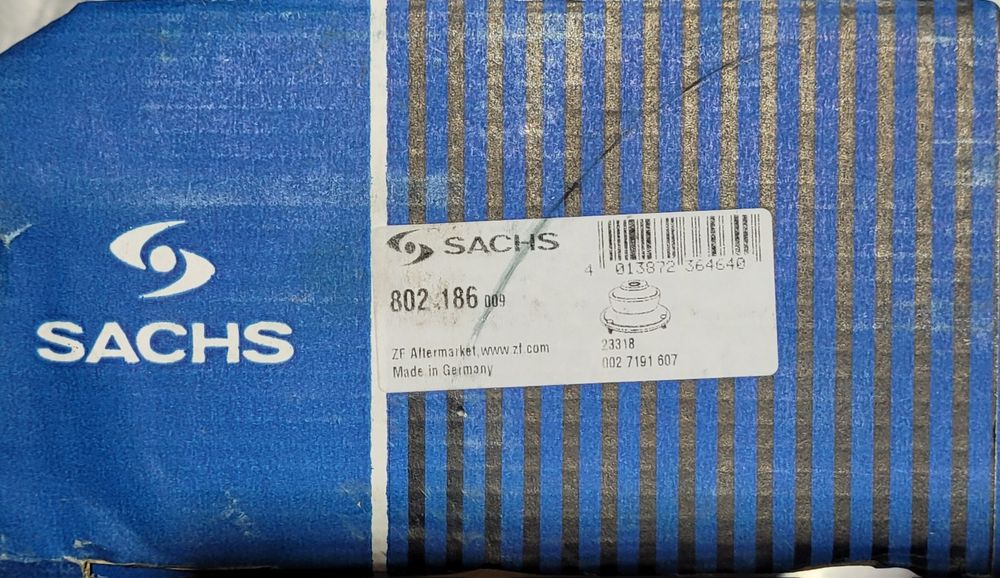 SACHS
SACHS
4 013872 364640
802 186 009
ZF Aftermarket, www.zf.com
Made in Germany
23318
002 7191 607